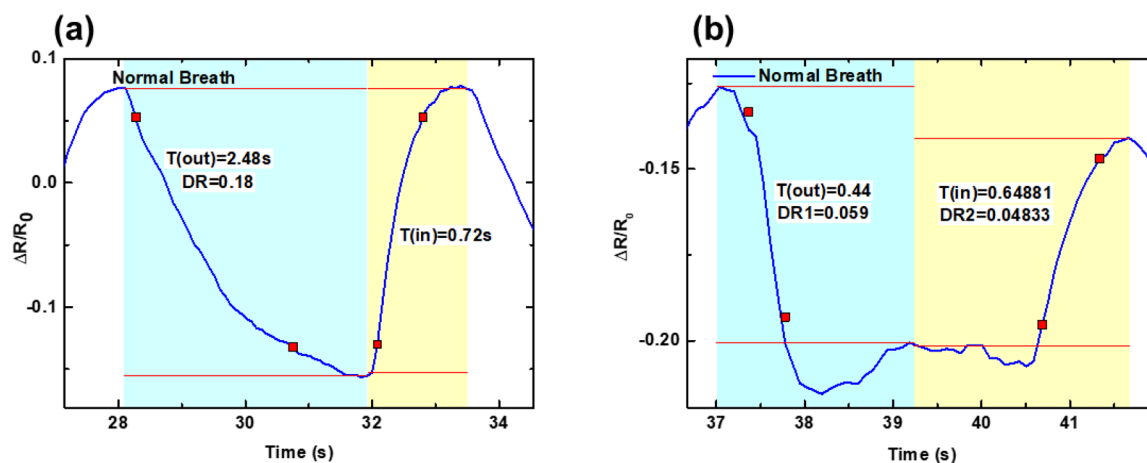 (a)
0.1
0.0
-0.1
ΔR/R0
Normal Breath
T(out)=2.48s
DR=0.18
T(in)=0.72s
28
30
32
34
Time (s)
(b)
-0.15
-0.20
ΔR/R0
Normal Breath
T(out)=0.44
DR1=0.059
T(in)=0.64881
DR2=0.04833
37
38
39
40
41
Time (s)